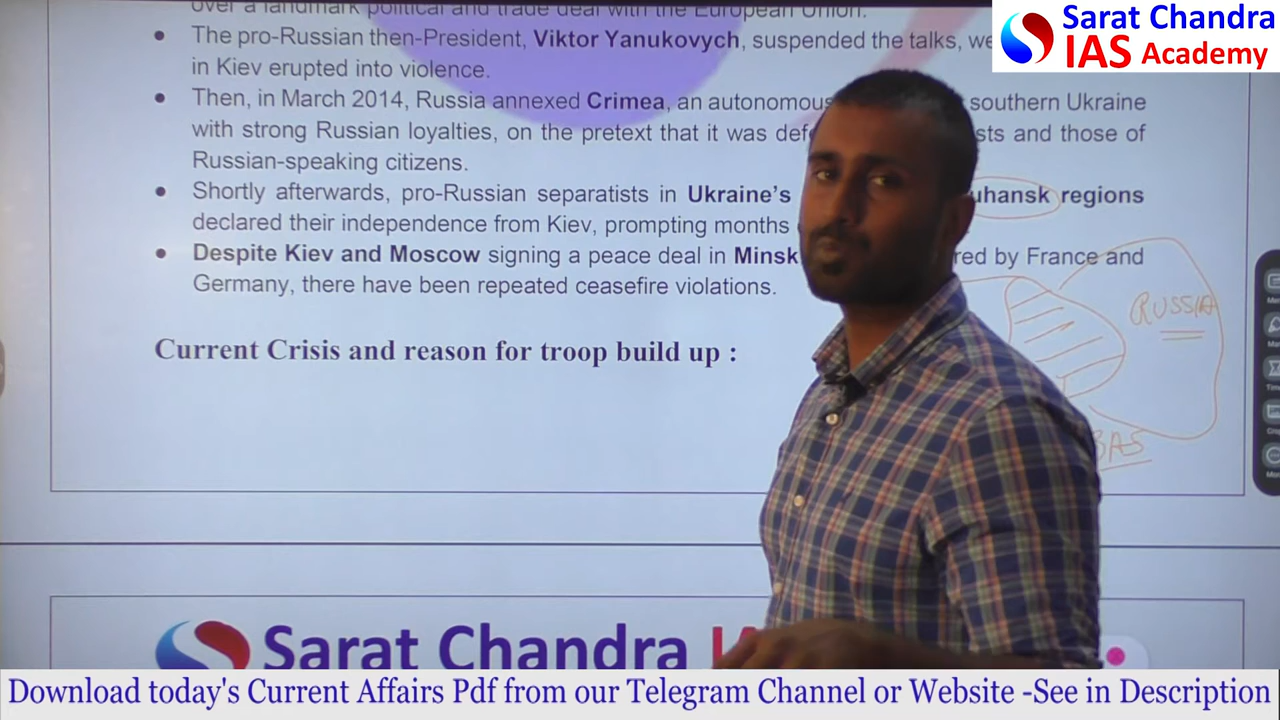 Sarat Chandra
IAS Academy
over a landmark political and trade deal with the European Union.
• The pro-Russian then-President, Viktor Yanukovych, suspended the talks,
in Kiev erupted into violence.
• Then, in March 2014, Russia annexed Crimea, an autonomous southern Ukraine
with strong Russian loyalties, on the pretext that it was and those of
Russian-speaking citizens.
• Shortly afterwards, pro-Russian separatists in Ukraine's uhansk regions
declared their independence from Kiev, prompting months
• Despite Kiev and Moscow signing a peace deal in Minsk by France and
Germany, there have been repeated ceasefire violations.
RUSSIA
BAS
Current Crisis and reason for troop build up :
Sarat Chandra
Download today's Current Affairs Pdf from our Telegram Channel or Website -See in Description